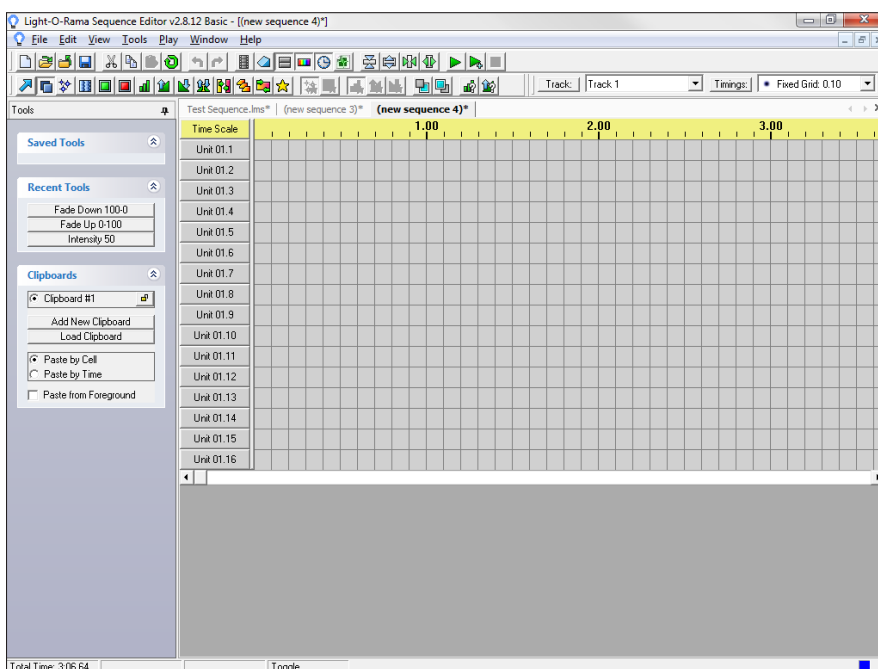 Light-O-Rama Sequence Editor v2.8.12 Basic - [(new sequence 4)*]
File Edit View Tools Play Window Help
Track: Track 1 Timings: Fixed Grid: 0.10
Tools
Test Sequence.lms* (new sequence 3)* (new sequence 4)*
Time Scale 1.00 2.00 3.00
Saved Tools
Recent Tools
Fade Down 100-0
Fade Up 0-100
Intensity 50
Clipboards
Clipboard #1
Add New Clipboard
Load Clipboard
Paste by Cell
Paste by Time
Paste from Foreground
Unit 01.1
Unit 01.2
Unit 01.3
Unit 01.4
Unit 01.5
Unit 01.6
Unit 01.7
Unit 01.8
Unit 01.9
Unit 01.10
Unit 01.11
Unit 01.12
Unit 01.13
Unit 01.14
Unit 01.15
Unit 01.16
Total Time: 3:06.64 Toggle